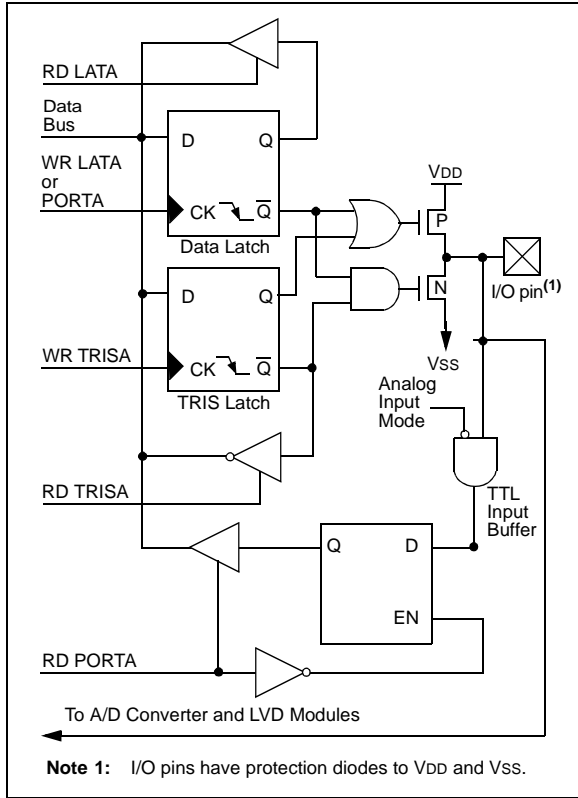 RD LATA
Data
Bus
D
Q
WR LATA
or
PORTA
CK
Q
Data Latch
VDD
P
I/O pin(1)
N
D
Q
WR TRISA
CK
Q
VSS
TRIS Latch
Analog
Input
Mode
TTL
Input
Buffer
RD TRISA
Q
D
EN
RD PORTA
To A/D Converter and LVD Modules
Note 1: I/O pins have protection diodes to VDD and VSS.